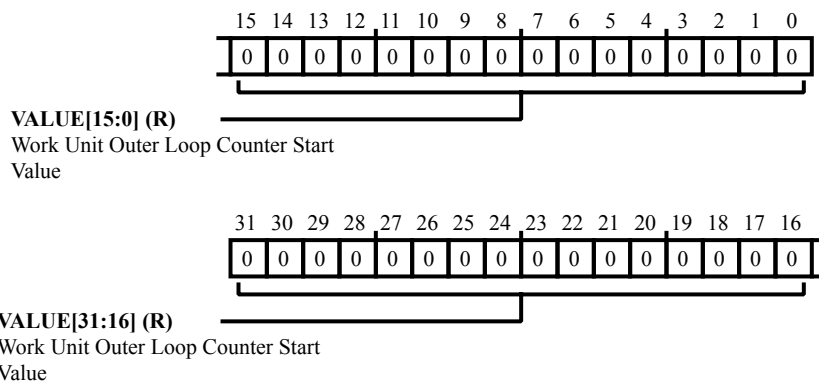 15 14 13 12 11 10 9 8 7 6 5 4 3 2 1 0
0 0 0 0 0 0 0 0 0 0 0 0 0 0 0 0
VALUE[15:0] (R)
Work Unit Outer Loop Counter Start
Value
31 30 29 28 27 26 25 24 23 22 21 20 19 18 17 16
0 0 0 0 0 0 0 0 0 0 0 0 0 0 0 0
VALUE[31:16] (R)
Work Unit Outer Loop Counter Start
Value